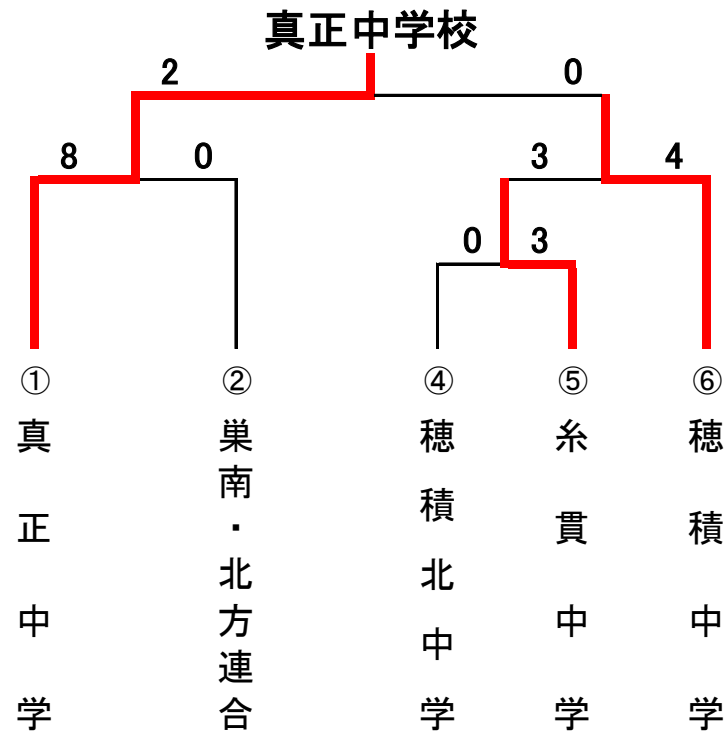 真正中学校
2 0
8 0 3 4
0 3
① ② ④ ⑤ ⑥
真正中学
巣南・北方連合
穂積北中学
糸貫中学
穂積中学